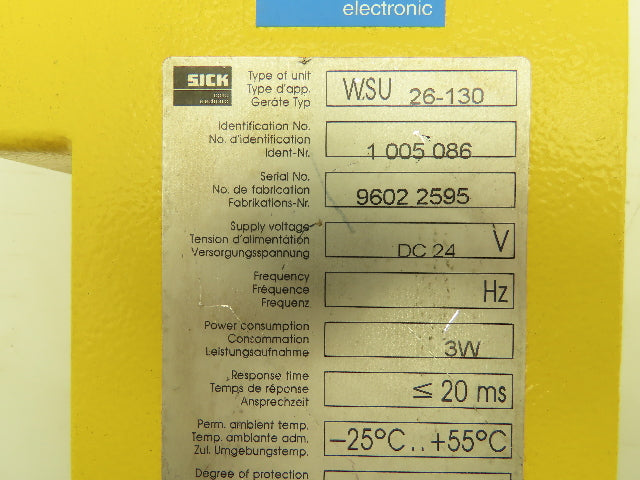 electronic
SICK Type of unit
Type d'app.
Geräte Typ
WSU 26-130
Identification No.
No. d'identification
Ident-Nr.
1 005 086
Serial No.
No. de fabrication
Fabrikations-Nr.
9602 2595
Supply voltage
Tension d'alimentation
Versorgungsspannung
DC 24 V
Frequency
Fréquence
Frequenz
Hz
Power consumption
Consommation
Leistungsaufnahme
3W
Response time
Temps de réponse
Ansprechzeit
≤ 20 ms
Perm. ambient temp.
Temp. ambiante adm.
Zul. Umgebungstemp.
−25°C..+55°C
Degree of protection